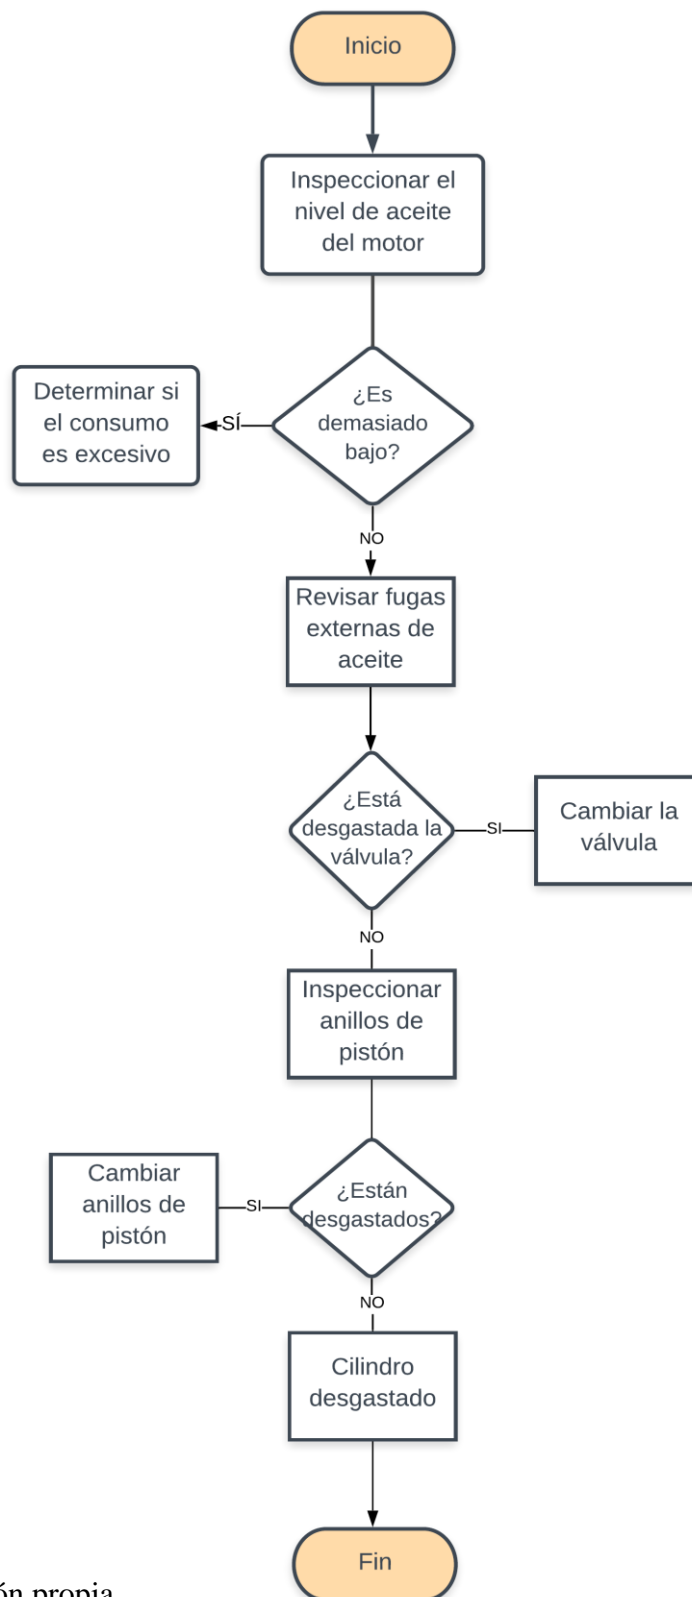 Inicio
Inspeccionar el
nivel de aceite
del motor
¿Es
demasiado
bajo?
SÍ
Determinar si
el consumo
es excesivo
NO
Revisar fugas
externas de
aceite
¿Está
desgastada la
válvula?
SI
Cambiar la
válvula
NO
Inspeccionar
anillos de
pistón
¿Están
desgastados?
SI
Cambiar
anillos de
pistón
NO
Cilindro
desgastado
Fin
propia